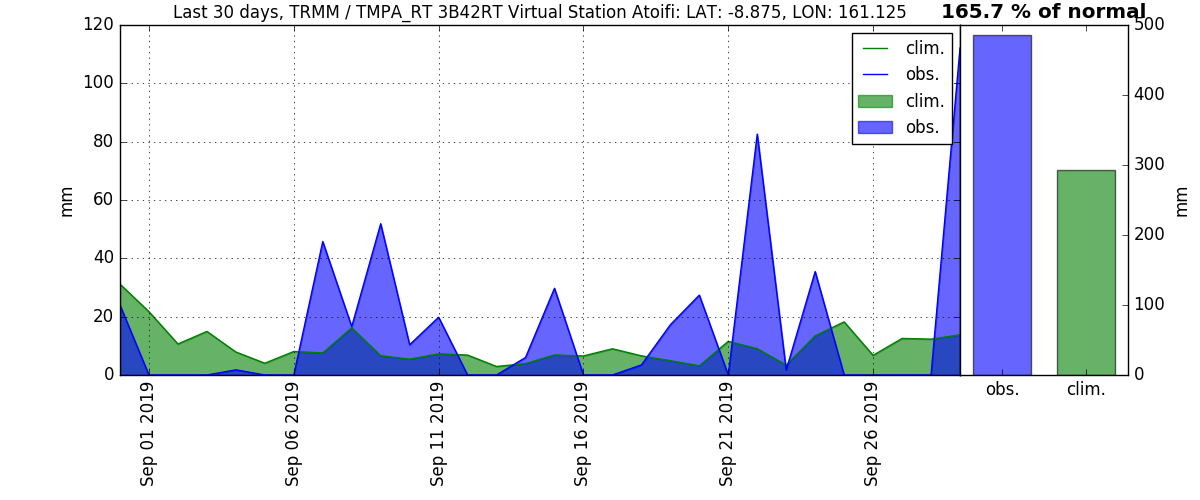 Last 30 days, TRMM / TMPA_RT 3B42RT Virtual Station Atoifi: LAT: -8.875, LON: 161.125
165.7 % of normal
120
100
80
60
40
20
0
mm
clim.
obs.
clim.
obs.
500
400
300
200
100
0
mm
Sep 01 2019
Sep 06 2019
Sep 11 2019
Sep 16 2019
Sep 21 2019
Sep 26 2019
obs.
clim.